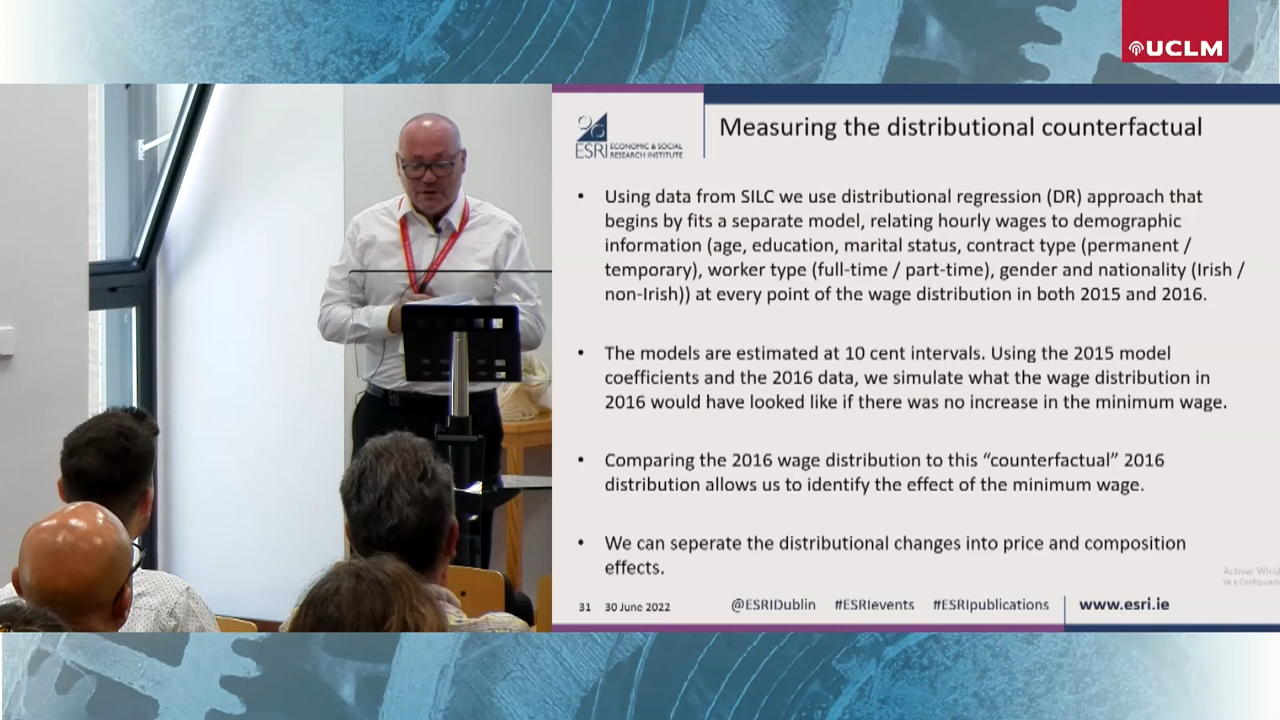 UCLM
ESRI ECONOMIC & SOCIAL
RESEARCH INSTITUTE
Measuring the distributional counterfactual
• Using data from SILC we use distributional regression (DR) approach that
begins by fits a separate model, relating hourly wages to demographic
information (age, education, marital status, contract type (permanent /
temporary), worker type (full-time / part-time), gender and nationality (Irish /
non-Irish)) at every point of the wage distribution in both 2015 and 2016.
• The models are estimated at 10 cent intervals. Using the 2015 model
coefficients and the 2016 data, we simulate what the wage distribution in
2016 would have looked like if there was no increase in the minimum wage.
• Comparing the 2016 wage distribution to this “counterfactual” 2016
distribution allows us to identify the effect of the minimum wage.
• We can seperate the distributional changes into price and composition
effects.
Activar Wind
Ve a Configuraci
31 30 June 2022 @ESRIDublin #ESRIevents #ESRIpublications www.esri.ie